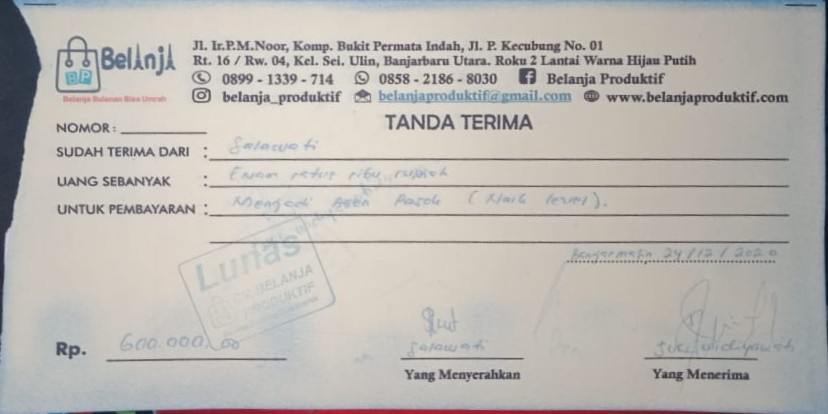 BelAnjA
BP
Belanja Bulanan Bisa Umrah
Jl. Ir.P.M.Noor, Komp. Bukit Permata Indah, Jl. P. Kecubung No. 01
Rt. 16 / Rw. 04, Kel. Sei. Ulin, Banjarbaru Utara. Roku 2 Lantai Warna Hijau Putih
0899 - 1339 - 714 0858 - 2186 - 8030 Belanja Produktif
belanja_produktif belanjaproduktif@gmail.com www.belanjaproduktif.com
TANDA TERIMA
NOMOR :
SUDAH TERIMA DARI : Salawati
UANG SEBANYAK : Enam ratus ribu rupiah
UNTUK PEMBAYARAN : Menjadi Agen Pasok (Naik level).
Banjarmasin 24/12/2020
Lunas
BELANJA
PRODUKTIF
Rp. 600.000,00
Salawati
Yang Menyerahkan
Yang Menerima